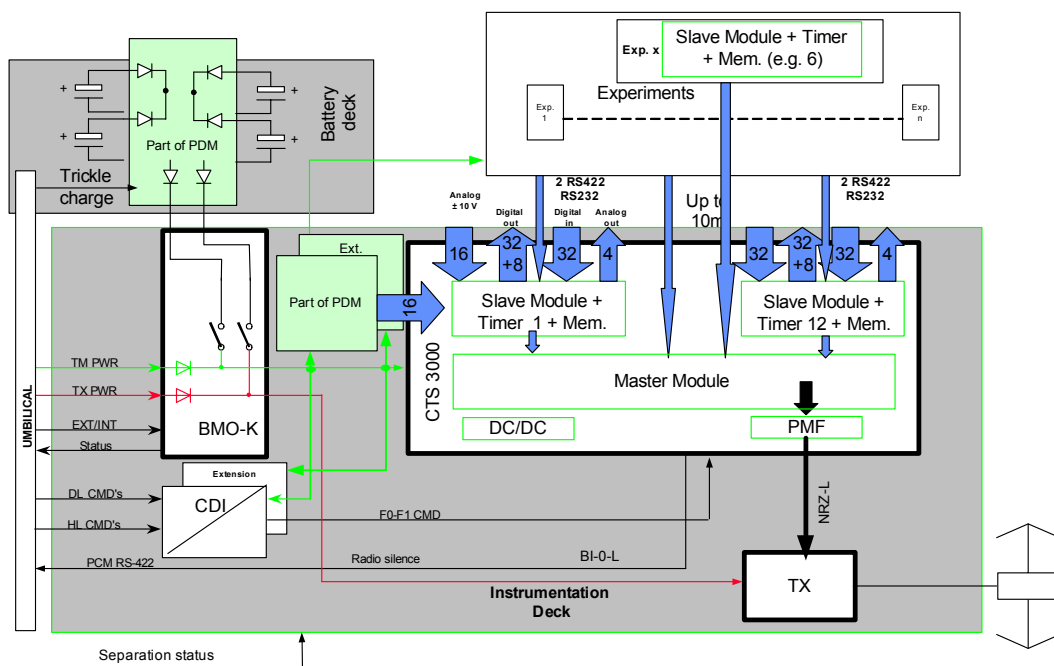 Slave Module + Timer
+ Mem. (e.g. 6)
Exp. x
Experiments
Exp.
1
Exp.
n
+
+
+
+
Battery
deck
Part of PDM
Trickle
charge
2 RS422
RS232
2 RS422
RS232
Analog
± 10 V
Digital
out
Digital
in
Analog
out
Up to
10m
Ext.
Part of PDM
16
16
32
+8
32
4
32
32
+8
32
4
Slave Module +
Timer 1 + Mem.
Slave Module +
Timer 12 + Mem.
CTS 3000
Master Module
DC/DC
PMF
UMBILICAL
TM PWR
TX PWR
EXT/INT
Status
BMO-K
Extension
CDI
DL CMD's
HL CMD's
F0-F1 CMD
NRZ-L
PCM RS-422
Radio silence
BI-0-L
TX
Instrumentation
Deck
Separation status